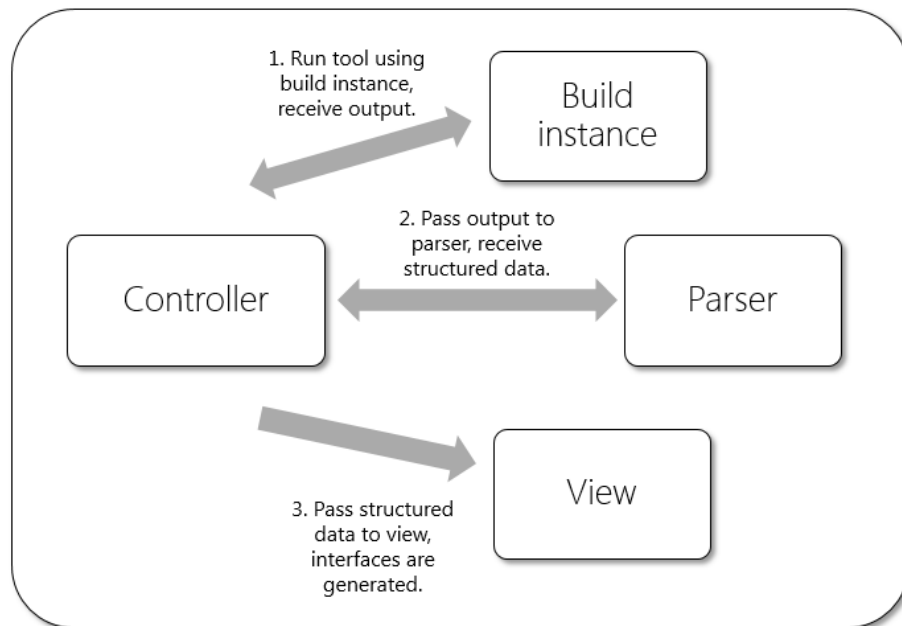 1. Run tool using
build instance,
receive output.
Build
instance
2. Pass output to
parser, receive
structured data.
Controller
Parser
View
3. Pass structured
data to view,
interfaces are
generated.